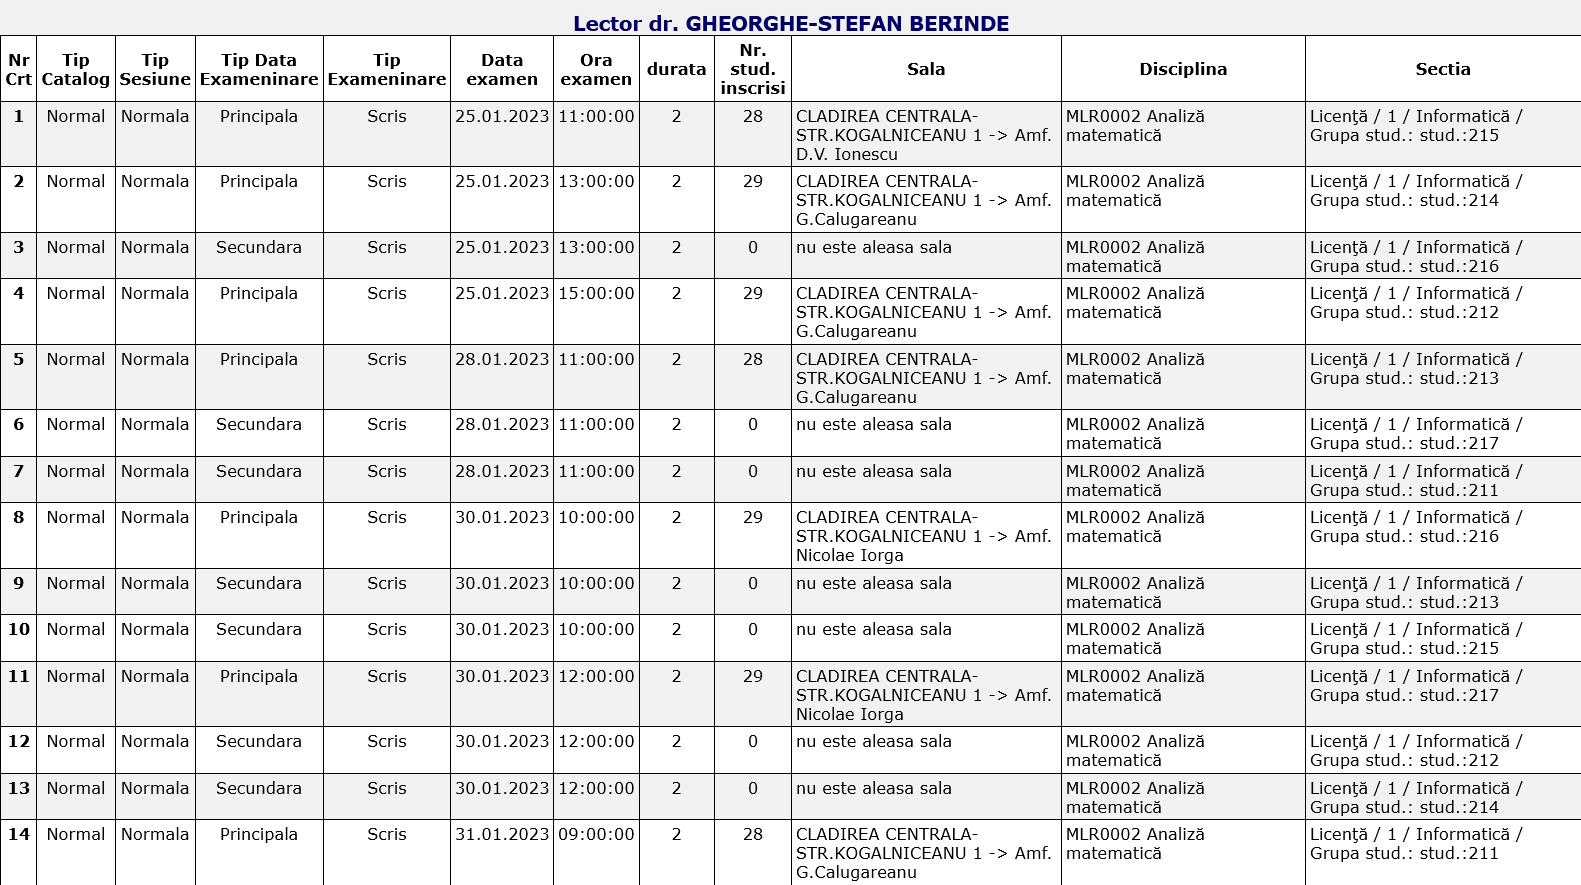 Lector dr. GHEORGHE-STEFAN BERINDE
Nr Crt Tip Catalog Tip Sesiune Tip Data Exameninare Tip Exameninare Data examen Ora examen durata Nr. stud. inscrisi Sala Disciplina Sectia
1 Normal Normala Principala Scris 25.01.2023 11:00:00 2 28 CLADIREA CENTRALA- MLR0002 Analiză Licenţă / 1 / Informatică /
STR.KOGALNICEANU 1 -> Amf. matematică Grupa stud.: stud.:215
D.V. Ionescu
2 Normal Normala Principala Scris 25.01.2023 13:00:00 2 29 CLADIREA CENTRALA- MLR0002 Analiză Licenţă / 1 / Informatică /
STR.KOGALNICEANU 1 -> Amf. matematică Grupa stud.: stud.:214
G.Calugareanu
3 Normal Normala Secundara Scris 25.01.2023 13:00:00 2 0 nu este aleasa sala MLR0002 Analiză Licenţă / 1 / Informatică /
matematică Grupa stud.: stud.:216
4 Normal Normala Principala Scris 25.01.2023 15:00:00 2 29 CLADIREA CENTRALA- MLR0002 Analiză Licenţă / 1 / Informatică /
STR.KOGALNICEANU 1 -> Amf. matematică Grupa stud.: stud.:212
G.Calugareanu
5 Normal Normala Principala Scris 28.01.2023 11:00:00 2 28 CLADIREA CENTRALA- MLR0002 Analiză Licenţă / 1 / Informatică /
STR.KOGALNICEANU 1 -> Amf. matematică Grupa stud.: stud.:213
G.Calugareanu
6 Normal Normala Secundara Scris 28.01.2023 11:00:00 2 0 nu este aleasa sala MLR0002 Analiză Licenţă / 1 / Informatică /
matematică Grupa stud.: stud.:217
7 Normal Normala Secundara Scris 28.01.2023 11:00:00 2 0 nu este aleasa sala MLR0002 Analiză Licenţă / 1 / Informatică /
matematică Grupa stud.: stud.:211
8 Normal Normala Principala Scris 30.01.2023 10:00:00 2 29 CLADIREA CENTRALA- MLR0002 Analiză Licenţă / 1 / Informatică /
STR.KOGALNICEANU 1 -> Amf. matematică Grupa stud.: stud.:216
Nicolae Iorga
9 Normal Normala Secundara Scris 30.01.2023 10:00:00 2 0 nu este aleasa sala MLR0002 Analiză Licenţă / 1 / Informatică /
matematică Grupa stud.: stud.:213
10 Normal Normala Secundara Scris 30.01.2023 10:00:00 2 0 nu este aleasa sala MLR0002 Analiză Licenţă / 1 / Informatică /
matematică Grupa stud.: stud.:215
11 Normal Normala Principala Scris 30.01.2023 12:00:00 2 29 CLADIREA CENTRALA- MLR0002 Analiză Licenţă / 1 / Informatică /
STR.KOGALNICEANU 1 -> Amf. matematică Grupa stud.: stud.:217
Nicolae Iorga
12 Normal Normala Secundara Scris 30.01.2023 12:00:00 2 0 nu este aleasa sala MLR0002 Analiză Licenţă / 1 / Informatică /
matematică Grupa stud.: stud.:212
13 Normal Normala Secundara Scris 30.01.2023 12:00:00 2 0 nu este aleasa sala MLR0002 Analiză Licenţă / 1 / Informatică /
matematică Grupa stud.: stud.:214
14 Normal Normala Principala Scris 31.01.2023 09:00:00 2 28 CLADIREA CENTRALA- MLR0002 Analiză Licenţă / 1 / Informatică /
STR.KOGALNICEANU 1 -> Amf. matematică Grupa stud.: stud.:211
G.Calugareanu